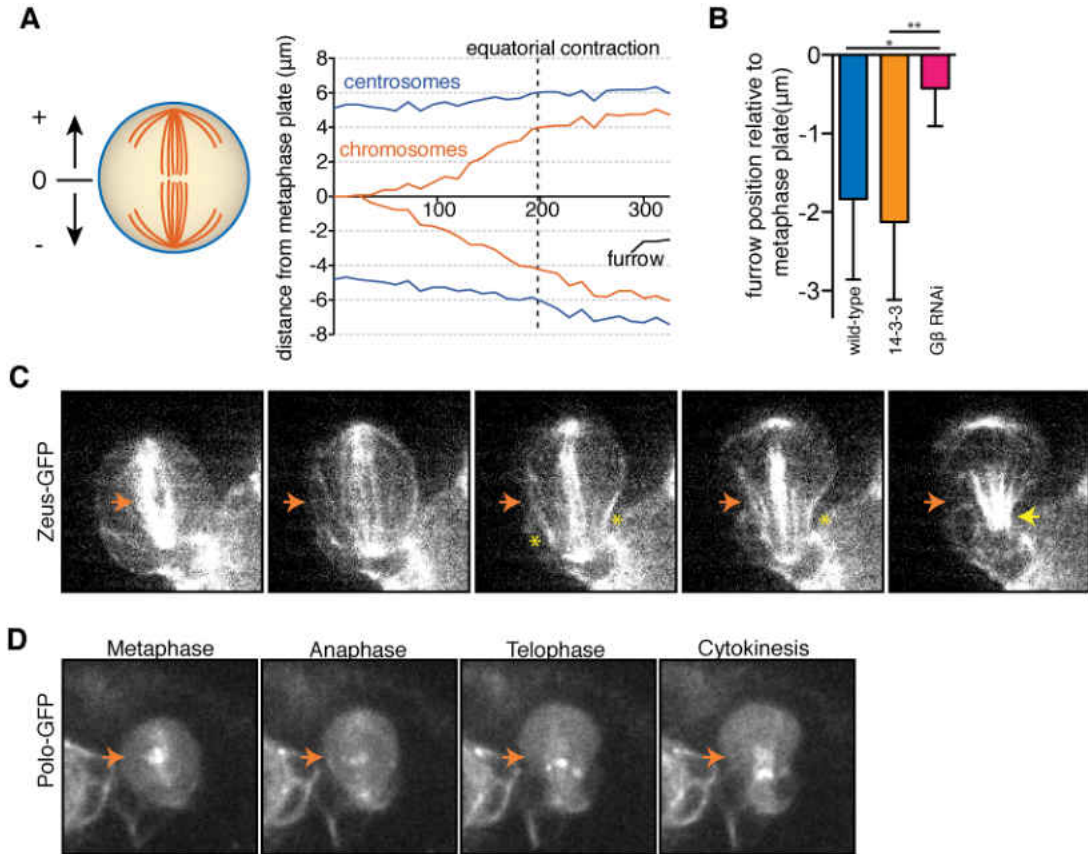 A
+
0
-
distance from metaphase plate (μm)
8
6
4
2
0
-2
-4
-6
-8
equatorial contraction
centrosomes
chromosomes
100
200
300
furrow
B
furrow position relative to
metaphase plate(μm)
0
-1
-2
-3
*
**
wild-type
14-3-3
Gβ RNAi
C
Zeus-GFP
*
*
*
D
Polo-GFP
Metaphase
Anaphase
Telophase
Cytokinesis